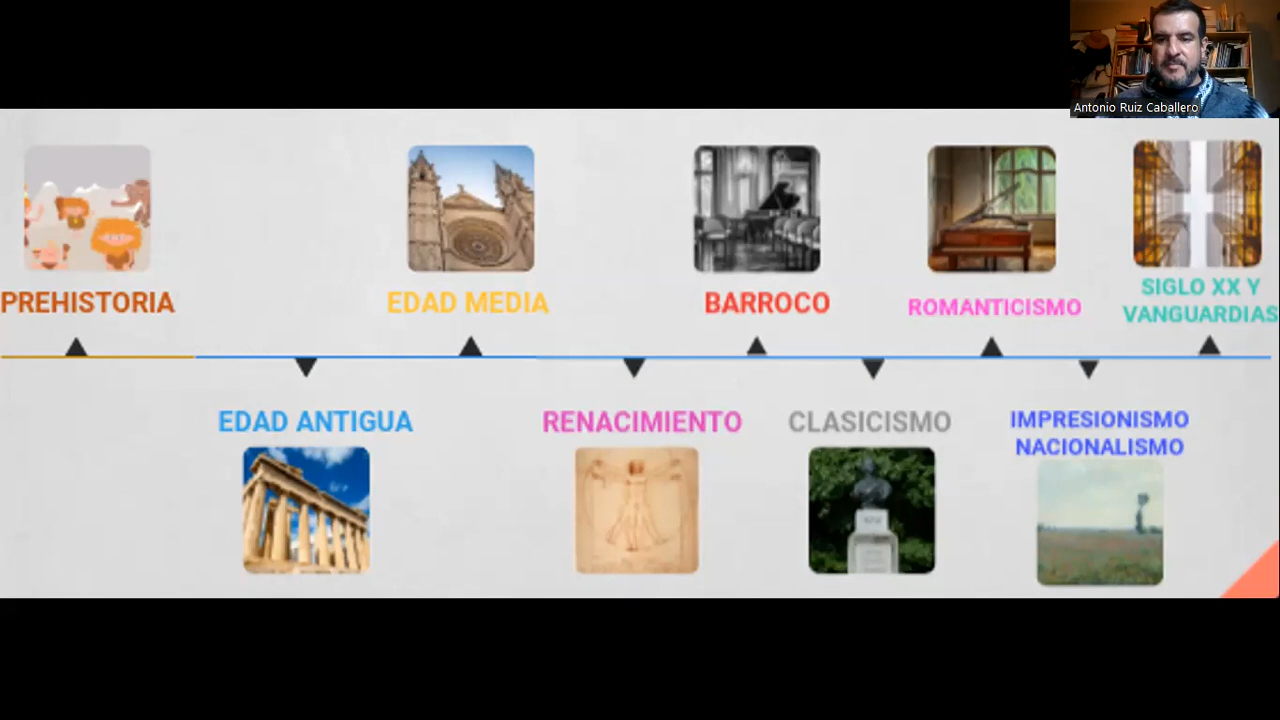 Antonio Ruiz Caballero
PREHISTORIA
EDAD MEDIA
BARROCO
ROMANTICISMO
SIGLO XX Y
VANGUARDIAS
EDAD ANTIGUA
RENACIMIENTO
CLASICISMO
IMPRESIONISMO
NACIONALISMO